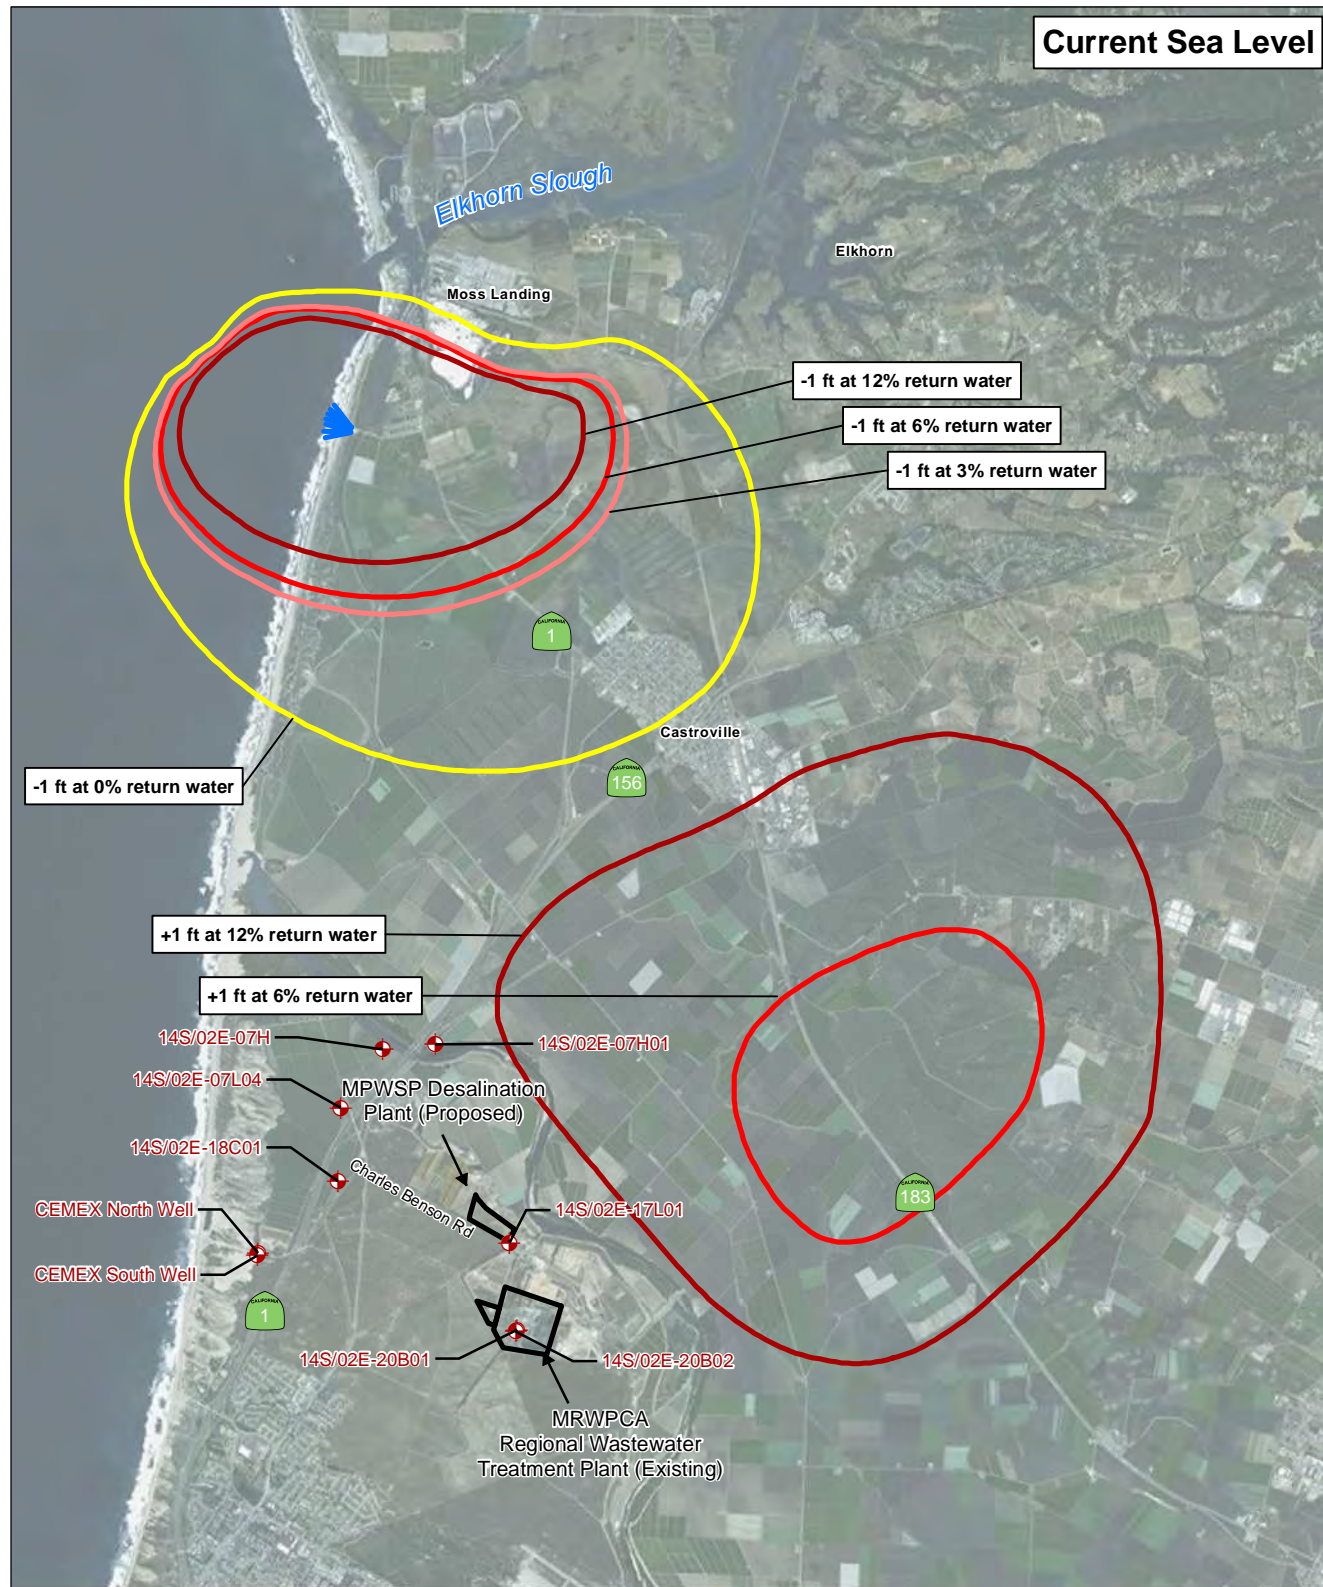 Current Sea Level
Elkhorn Slough
Elkhorn
Moss Landing
-1 ft at 12% return water
-1 ft at 6% return water
-1 ft at 3% return water
CALIFORNIA
1
Castroville
CALIFORNIA
156
-1 ft at 0% return water
+1 ft at 12% return water
+1 ft at 6% return water
14S/02E-07H
14S/02E-07H01
14S/02E-07L04
MPWSP Desalination
Plant (Proposed)
14S/02E-18C01
Charles Benson Rd
CALIFORNIA
183
CEMEX North Well
14S/02E-17L01
CEMEX South Well
CALIFORNIA
1
14S/02E-20B01
14S/02E-20B02
MRWPCA
Regional Wastewater
Treatment Plant (Existing)